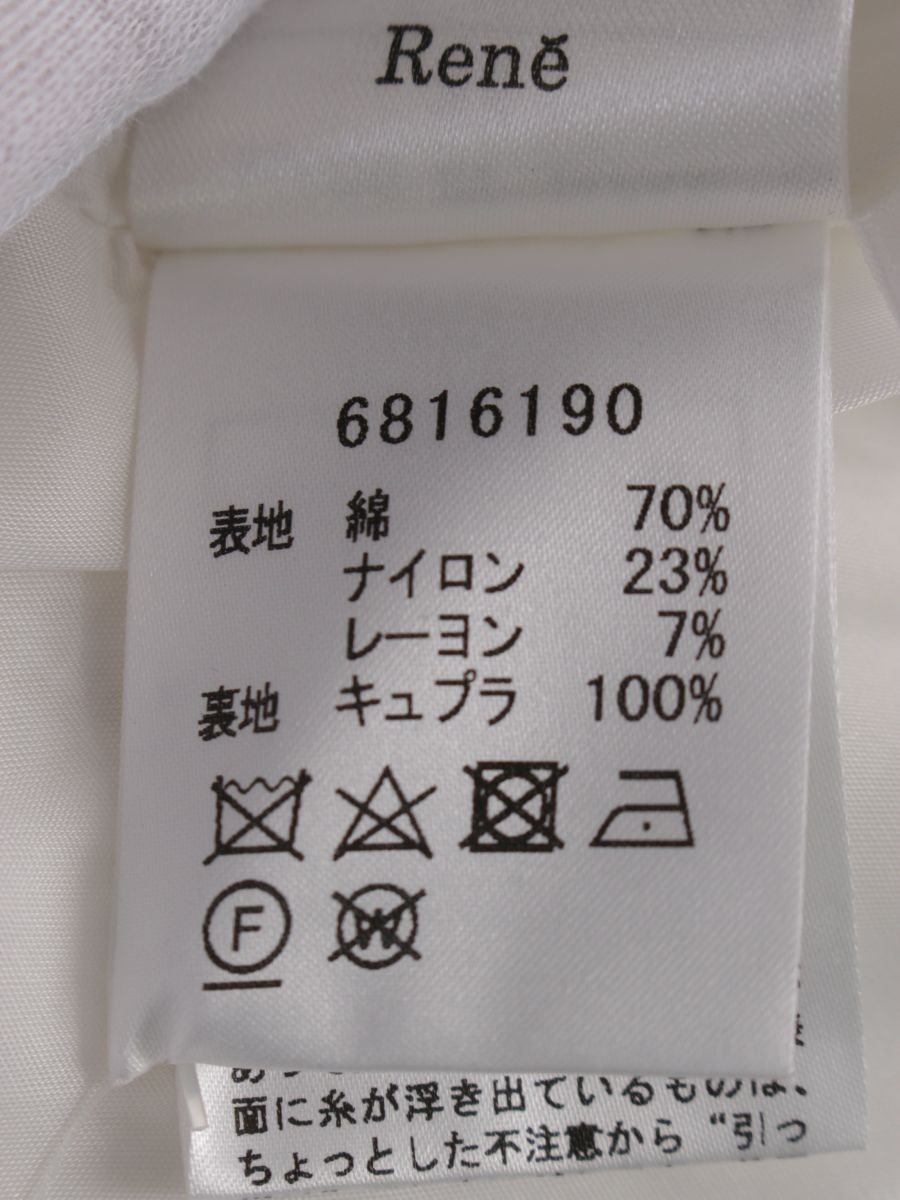 René
6816190
表地 綿 70%
ナイロン 23%
レーヨン 7%
裏地 キュプラ 100%
F
W
面に糸が浮き出ているものは、
ちょっとした不注意から“引っ